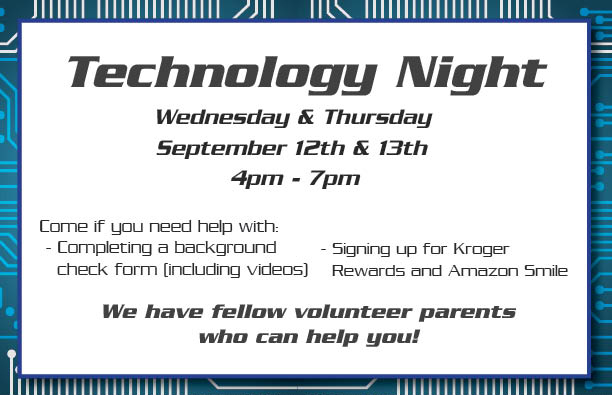 Technology Night
Wednesday & Thursday
September 12th & 13th
4pm - 7pm
Come if you need help with:
- Completing a background
check form (including videos)
- Signing up for Kroger
Rewards and Amazon Smile
We have fellow volunteer parents
who can help you!